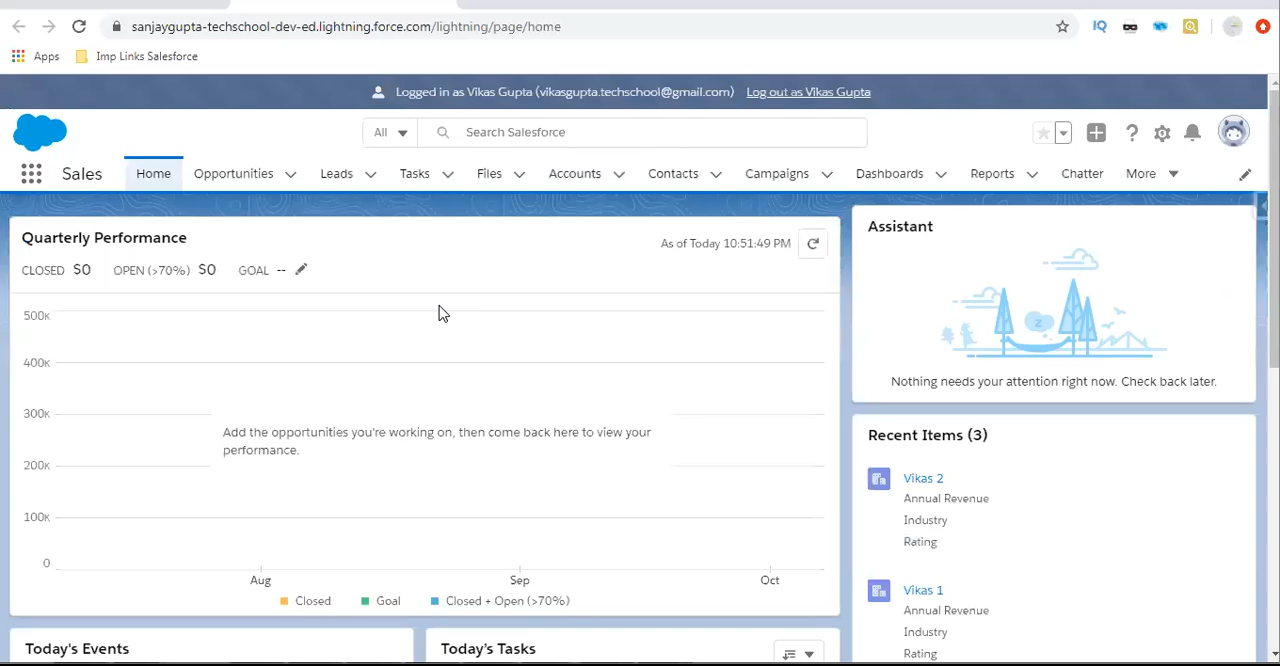 sanjaygupta-techschool-dev-ed.lightning.force.com/lightning/page/home
Apps Imp Links Salesforce
Logged in as Vikas Gupta (vikasgupta.techschool@gmail.com) Log out as Vikas Gupta
All Search Salesforce
Sales Home Opportunities Leads Tasks Files Accounts Contacts Campaigns Dashboards Reports Chatter More
Quarterly Performance
As of Today 10:51:49 PM
CLOSED $0 OPEN (>70%) $0 GOAL --
500K
400K
300K
200K
100K
0
Add the opportunities you're working on, then come back here to view your
performance.
Aug Sep Oct
Closed Goal Closed + Open (>70%)
Assistant
Nothing needs your attention right now. Check back later.
Recent Items (3)
Vikas 2
Annual Revenue
Industry
Rating
Vikas 1
Annual Revenue
Industry
Rating
Today's Events
Today's Tasks